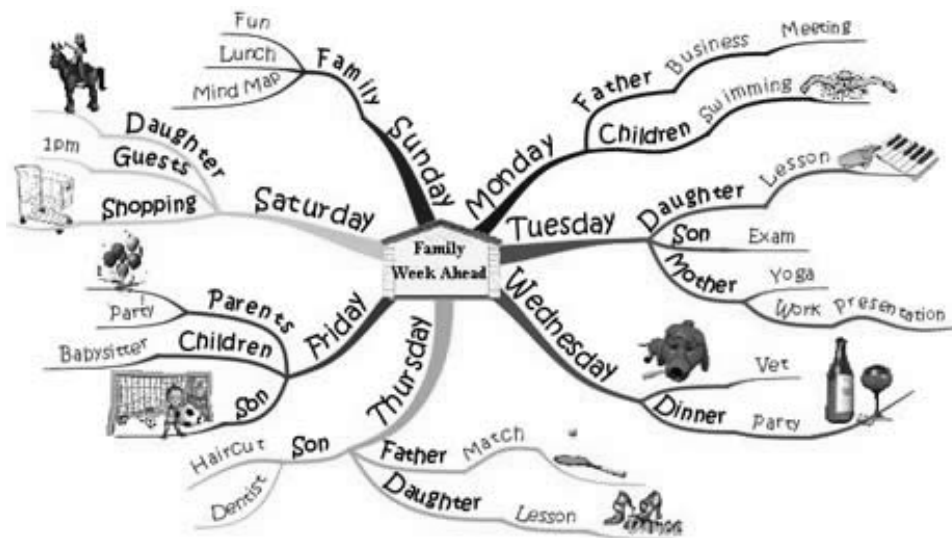 Family
Week Ahead
Sunday
Family
Fun
Lunch
Mind Map
Monday
Father
Business
Meeting
Children
Swimming
Tuesday
Daughter
Lesson
Son
Exam
Mother
Yoga
Work Presentation
Wednesday
Vet
Dinner
Party
Thursday
Father
Match
Daughter
Lesson
Son
Haircut
Dentist
Friday
Parents
Party
Children
Babysitter
Son
Saturday
Daughter
Guests
1pm
Shopping